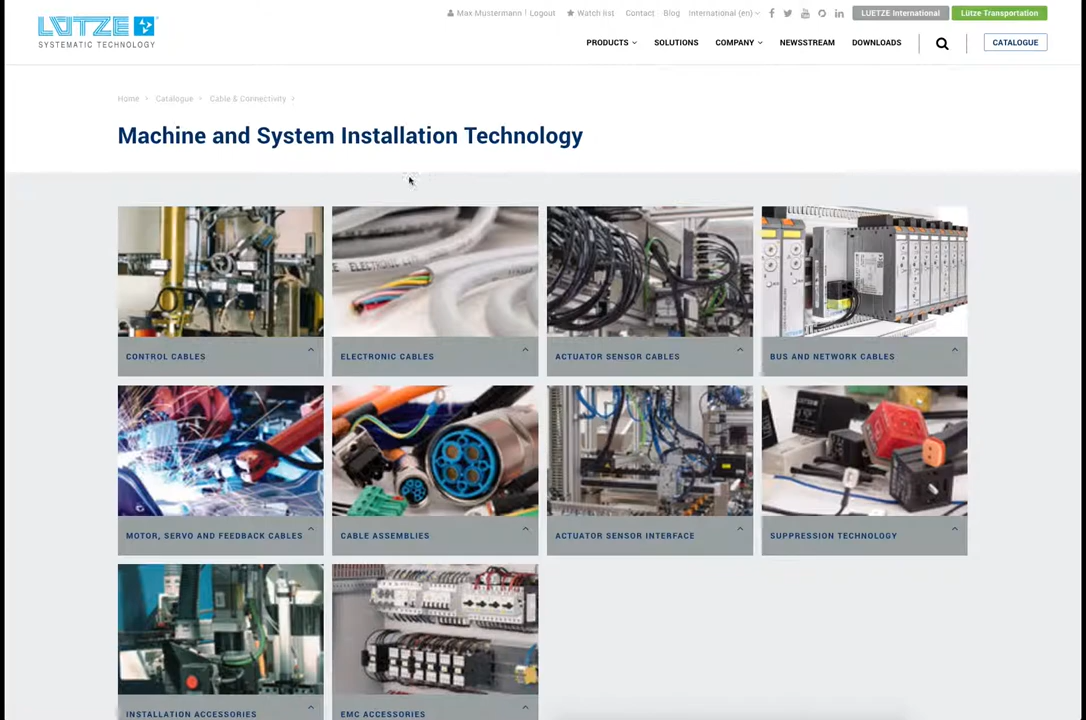 LÜTZE
SYSTEMATIC TECHNOLOGY
Max Mustermann | Logout
Watch list
Contact
Blog
International (en)
LUETZE International
Lütze Transportation
PRODUCTS
SOLUTIONS
COMPANY
NEWSSTREAM
DOWNLOADS
CATALOGUE
Home > Catalogue > Cable & Connectivity >
Machine and System Installation Technology
ELECTRONIC
CONTROL CABLES
ELECTRONIC CABLES
ACTUATOR SENSOR CABLES
BUS AND NETWORK CABLES
MOTOR, SERVO AND FEEDBACK CABLES
CABLE ASSEMBLIES
ACTUATOR SENSOR INTERFACE
SUPPRESSION TECHNOLOGY
INSTALLATION ACCESSORIES
EMC ACCESSORIES